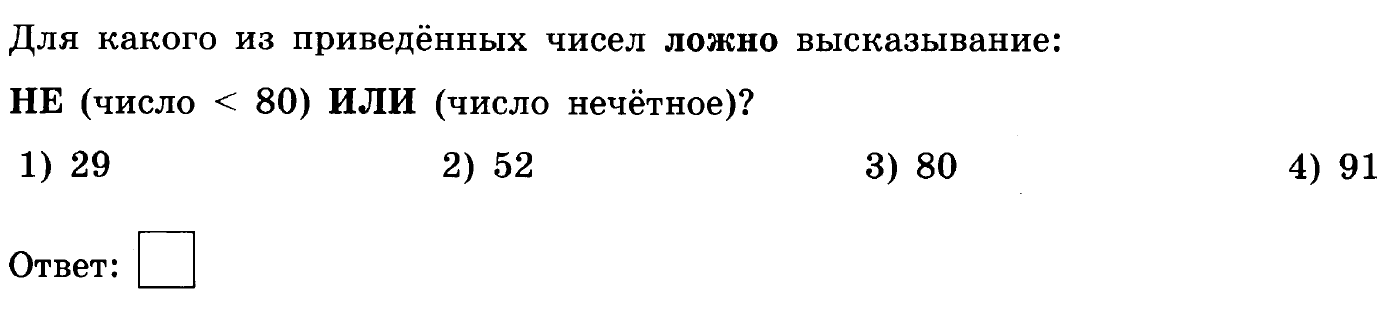 Для какого из приведённых чисел ложно высказывание:
НЕ (число < 80) ИЛИ (число нечётное)?
1) 29 2) 52 3) 80 4) 91
Ответ: